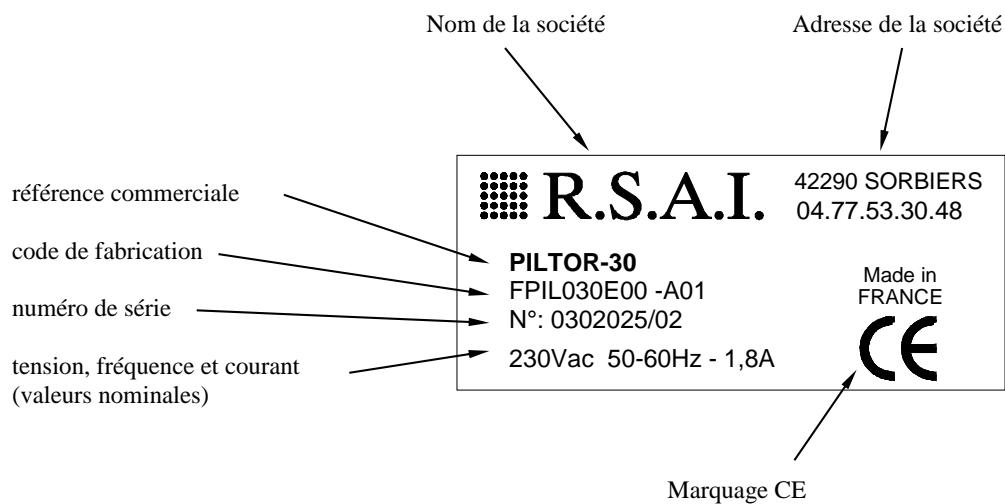 Nom de la société
Adresse de la société
R.S.A.I.
42290 SORBIERS
04.77.53.30.48
référence commerciale
PILTOR-30
code de fabrication
FPIL030E00 -A01
numéro de série
N°: 0302025/02
tension, fréquence et courant
(valeurs nominales)
230Vac 50-60Hz - 1,8A
Made in
FRANCE
CE
Marquage CE